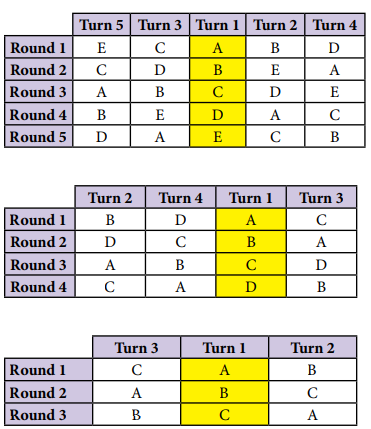 Turn 5 Turn 3 Turn 1 Turn 2 Turn 4
Round 1 E C A B D
Round 2 C D B E A
Round 3 A B C D E
Round 4 B E D A C
Round 5 D A E C B
Turn 2 Turn 4 Turn 1 Turn 3
Round 1 B D A C
Round 2 D C B A
Round 3 A B C D
Round 4 C A D B
Turn 3 Turn 1 Turn 2
Round 1 C A B
Round 2 A B C
Round 3 B C A